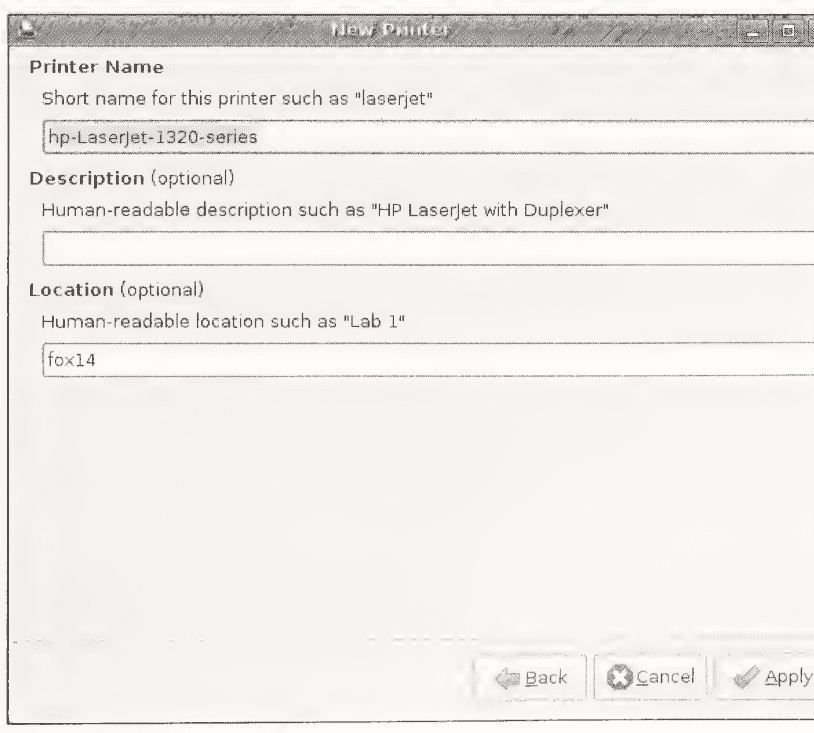 New Printer
Printer Name
Short name for this printer such as "laserjet"
hp-LaserJet-1320-series
Description (optional)
Human-readable description such as "HP LaserJet with Duplexer"
Location (optional)
Human-readable location such as "Lab 1"
fox14
Back
Cancel
Apply